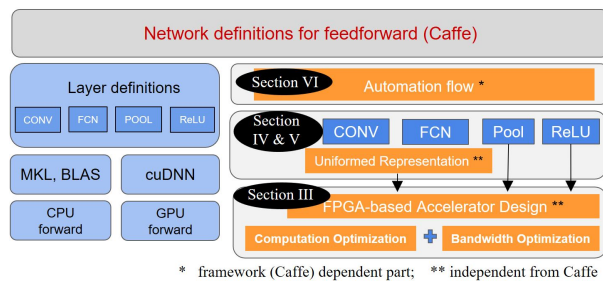 Network definitions for feedforward (Caffe)
Layer definitions
CONV FCN POOL ReLU
MKL, BLAS cuDNN
CPU forward
GPU forward
Section VI
Automation flow *
Section IV & V
CONV FCN Pool ReLU
Uniformed Representation **
Section III
FPGA-based Accelerator Design **
Computation Optimization + Bandwidth Optimization
* framework (Caffe) dependent part; ** independent from Caffe